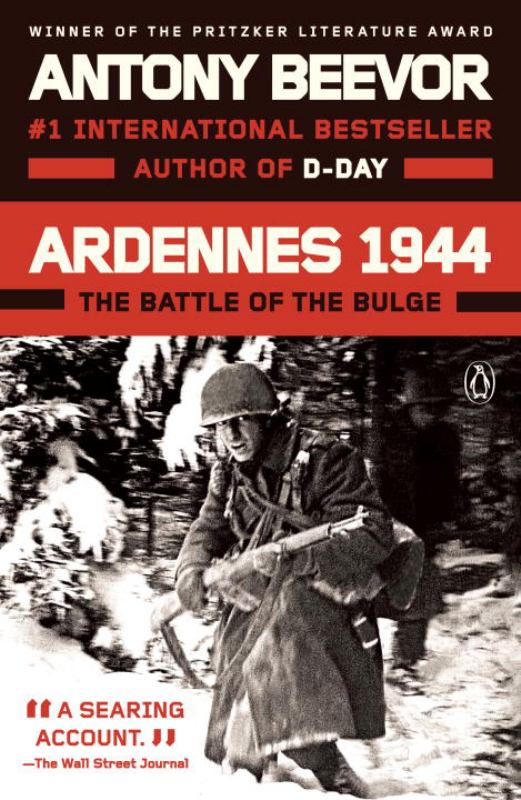 WINNER OF THE PRITZKER LITERATURE AWARD
ANTONY BEEVOR
#1 INTERNATIONAL BESTSELLER
AUTHOR OF D-DAY
ARDENNES 1944
THE BATTLE OF THE BULGE
"A SEARING
ACCOUNT."
—The Wall Street Journal